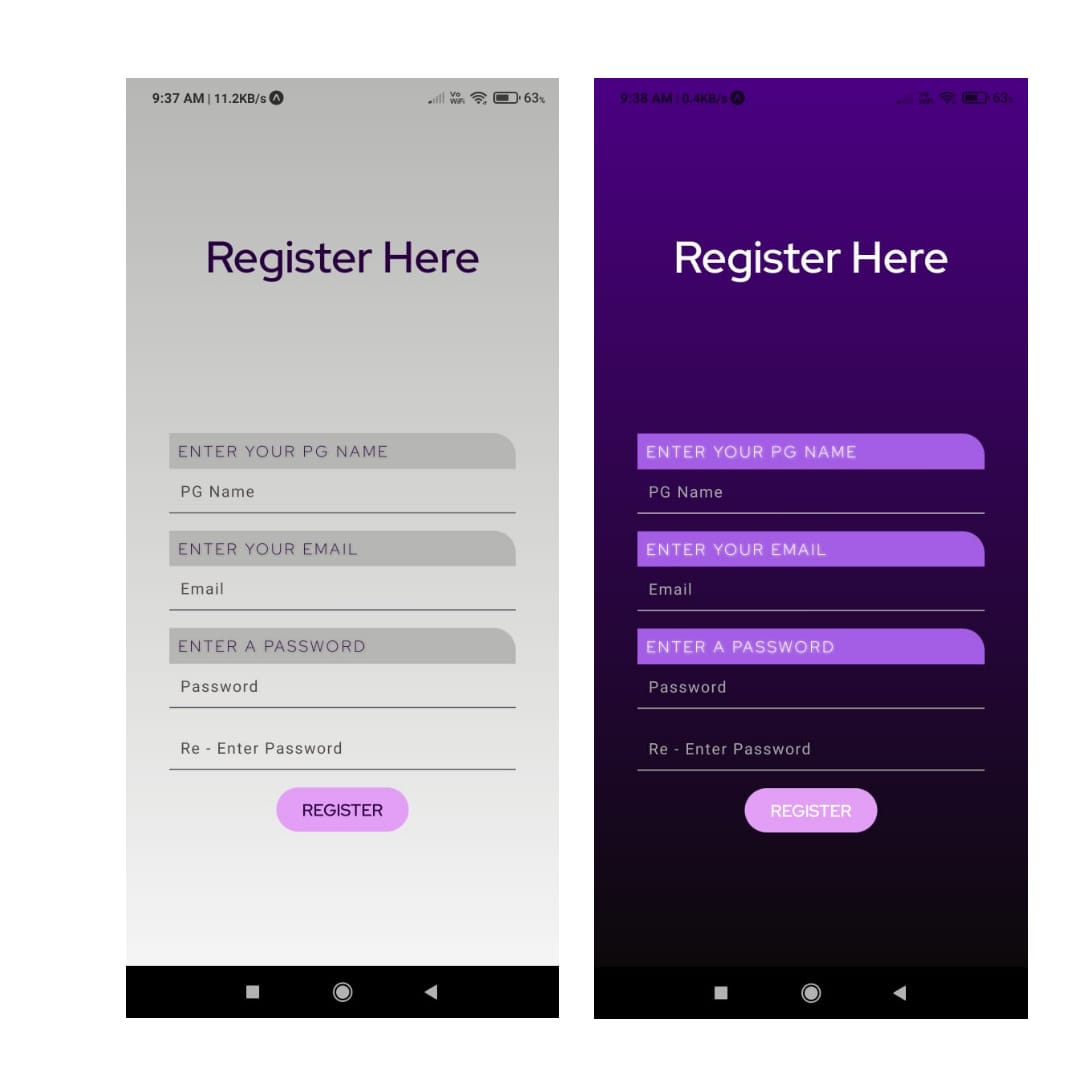 9:37 AM | 11.2KB/s
Vo
WiFi
63%
Register Here
ENTER YOUR PG NAME
PG Name
ENTER YOUR EMAIL
Email
ENTER A PASSWORD
Password
Re - Enter Password
REGISTER
9:38 AM | 0.4KB/s
Vo
WiFi
63%
Register Here
ENTER YOUR PG NAME
PG Name
ENTER YOUR EMAIL
Email
ENTER A PASSWORD
Password
Re - Enter Password
REGISTER